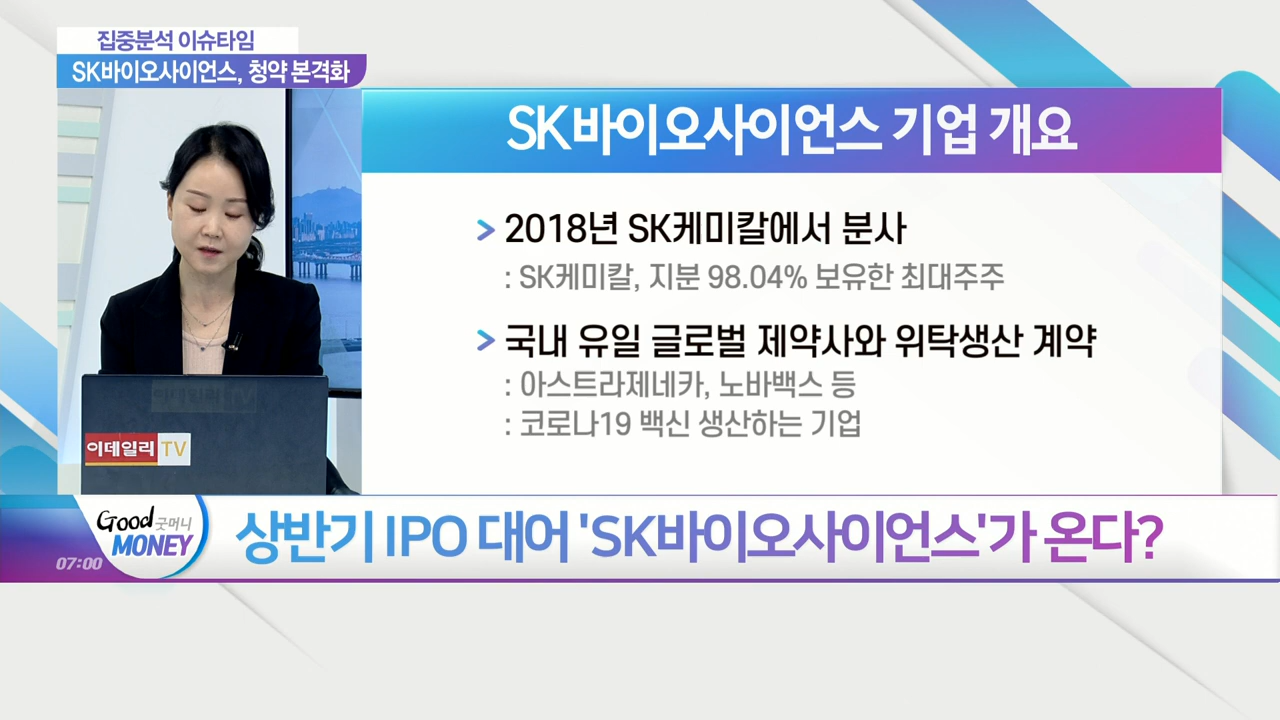 집중분석 이슈타임
SK바이오사이언스, 청약 본격화
SK바이오사이언스 기업 개요
> 2018년 SK케미칼에서 분사
: SK케미칼, 지분 98.04% 보유한 최대주주
> 국내 유일 글로벌 제약사와 위탁생산 계약
: 아스트라제네카, 노바백스 등
: 코로나19 백신 생산하는 기업
이데일리 TV
이데일리 TV
Good 굿머니
MONEY
07:00
상반기 IPO 대어 'SK바이오사이언스'가 온다?